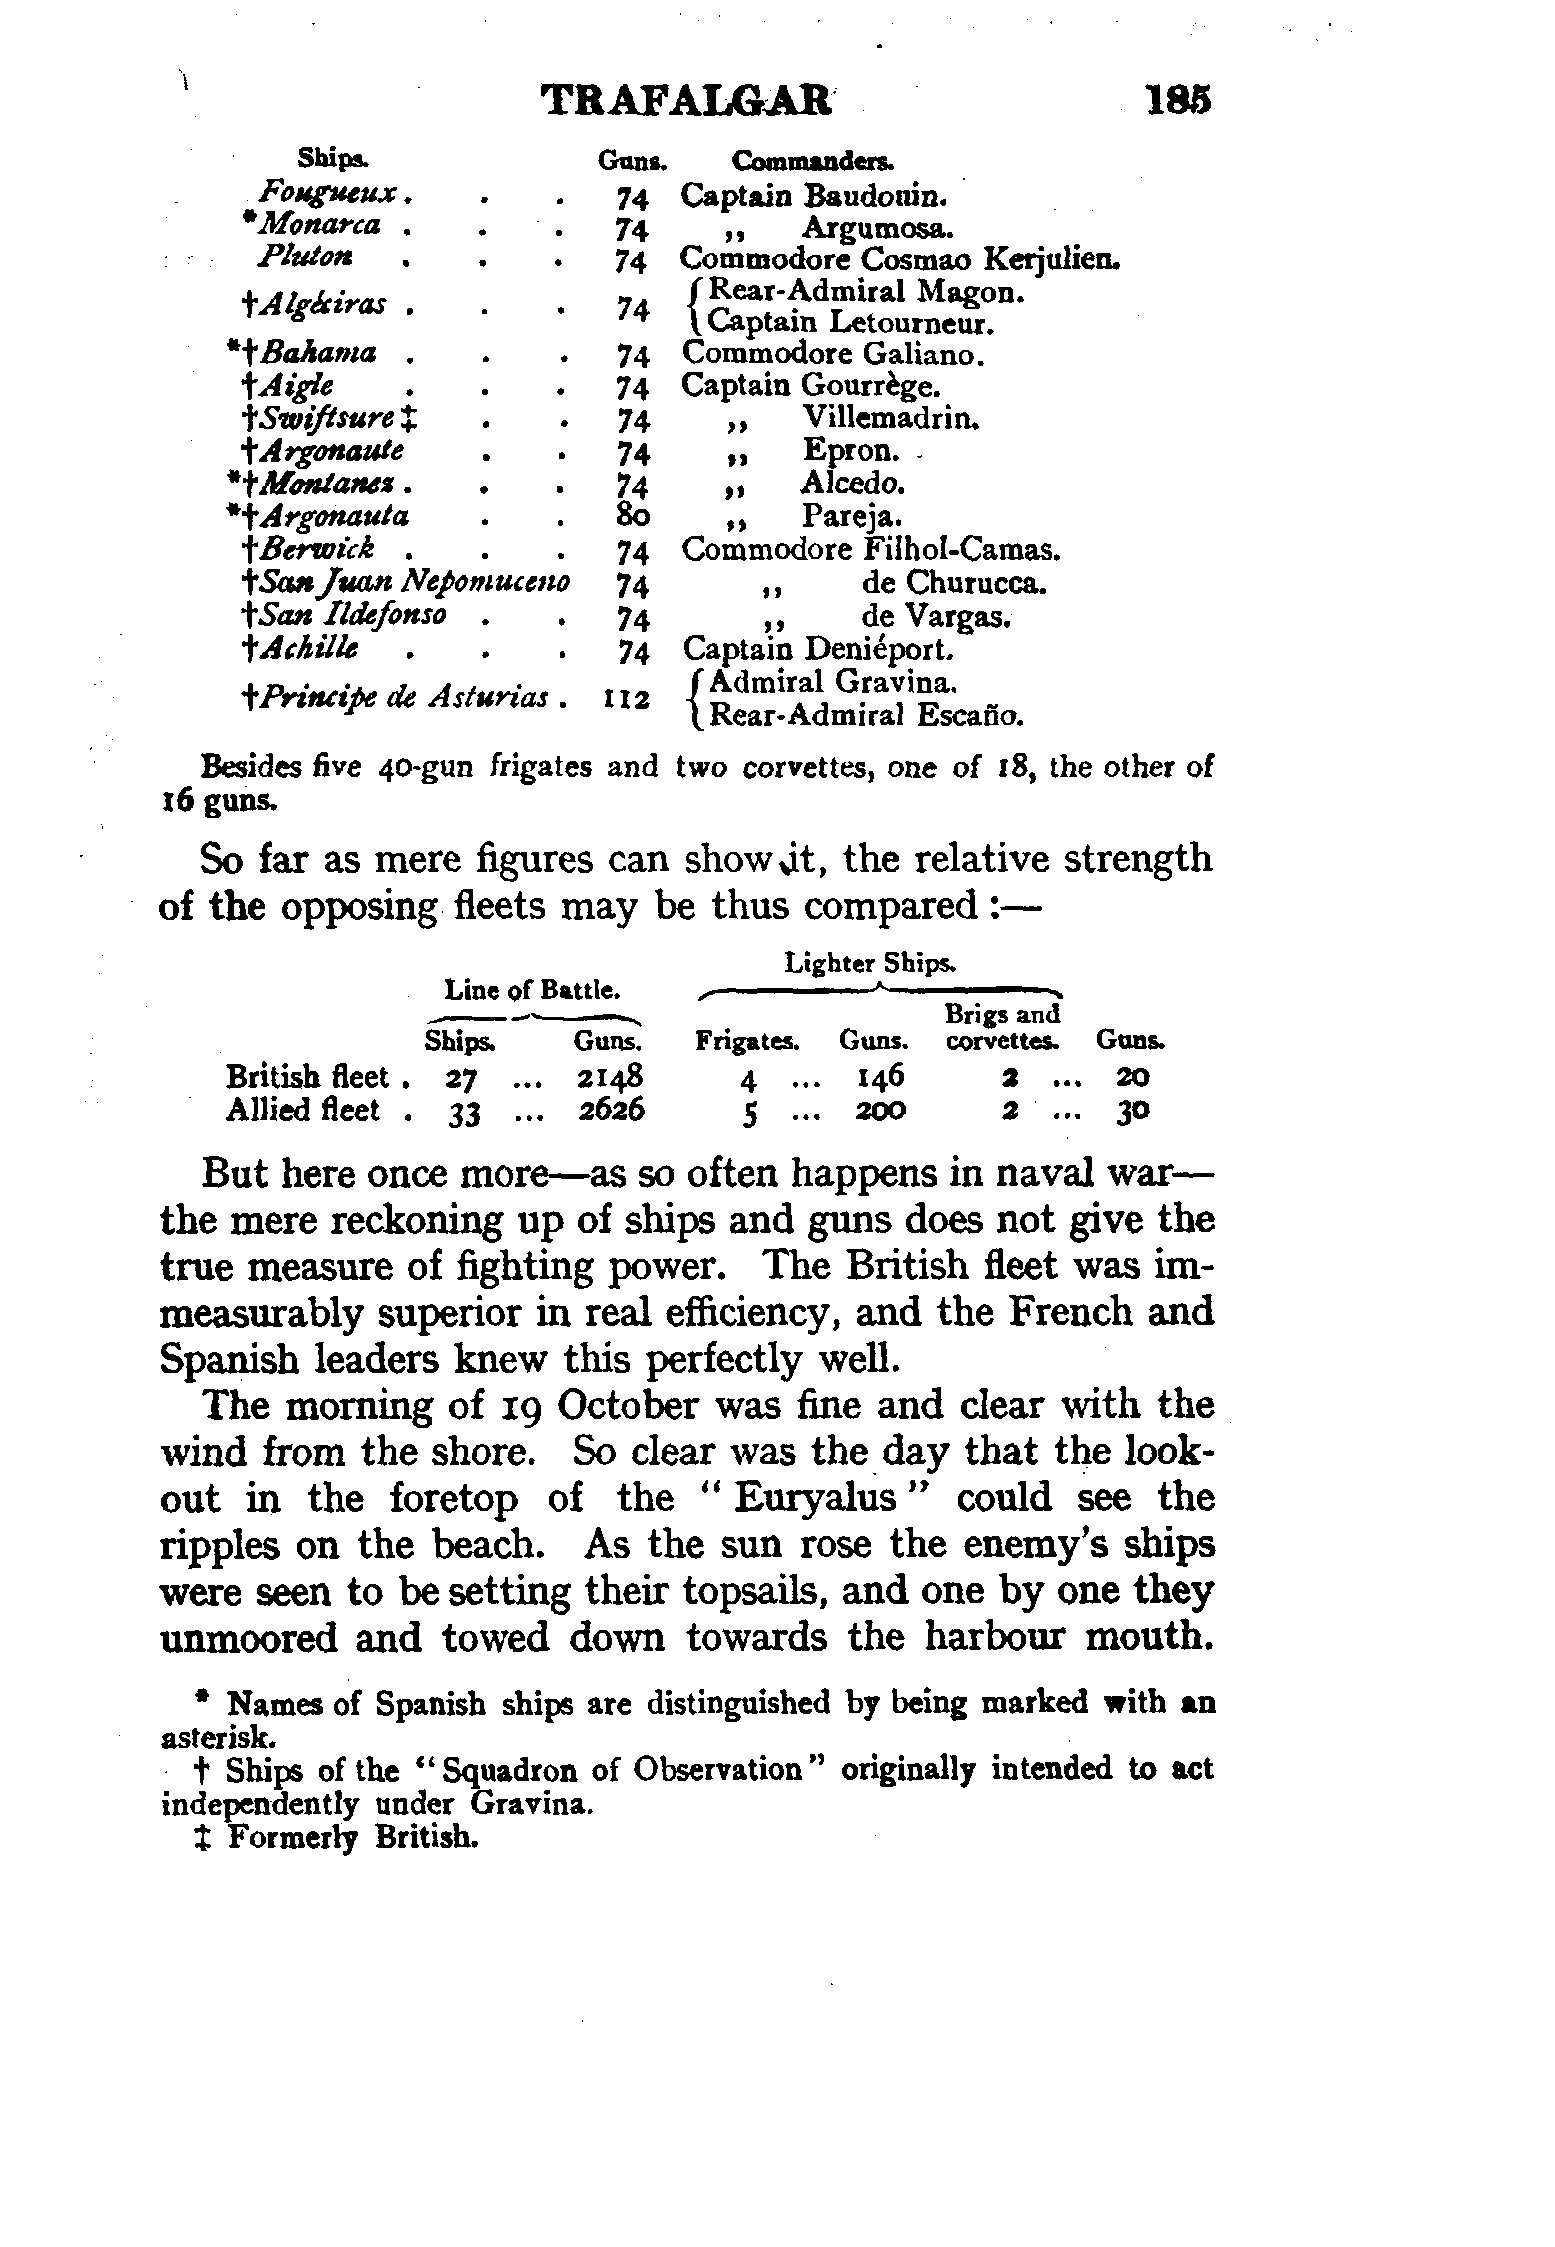 TRAFALGAR 185
Ships. Guns. Commanders.
Fougueux . . . 74 Captain Baudouin.
*Monarca . . . 74 ,, Argumosa.
Pluton . . . 74 Commodore Cosmao Kerjulien.
†Algéciras . . . 74 {Rear-Admiral Magon.
Captain Letourneur.
*†Bahama . . . 74 Commodore Galiano.
†Aigle . . . 74 Captain Gourrège.
†Swiftsure‡ . . 74 ,, Villemadrin.
†Argonaute . . 74 ,, Epron.
*†Montanez . . . 74 ,, Alcedo.
*†Argonauta . . 80 ,, Pareja.
†Berwick . . . 74 Commodore Filhol-Camas.
†San Juan Nepomuceno 74 ,, de Churucca.
†San Ildefonso . . 74 ,, de Vargas.
†Achille . . . 74 Captain Deniéport.
†Principe de Asturias . 112 {Admiral Gravina.
Rear-Admiral Escaño.
Besides five 40-gun frigates and two corvettes, one of 18, the other of
16 guns.
So far as mere figures can show it, the relative strength
of the opposing fleets may be thus compared :—
Lighter Ships.
Line of Battle.
Brigs and
Ships. Guns. Frigates. Guns. corvettes. Guns.
British fleet . 27 ... 2148 4 ... 146 2 ... 20
Allied fleet . 33 ... 2626 5 ... 200 2 ... 30
But here once more—as so often happens in naval war—
the mere reckoning up of ships and guns does not give the
true measure of fighting power. The British fleet was im-
measurably superior in real efficiency, and the French and
Spanish leaders knew this perfectly well.
The morning of 19 October was fine and clear with the
wind from the shore. So clear was the day that the look-
out in the foretop of the "Euryalus" could see the
ripples on the beach. As the sun rose the enemy's ships
were seen to be setting their topsails, and one by one they
unmoored and towed down towards the harbour mouth.
* Names of Spanish ships are distinguished by being marked with an
asterisk.
† Ships of the "Squadron of Observation" originally intended to act
independently under Gravina.
‡ Formerly British.